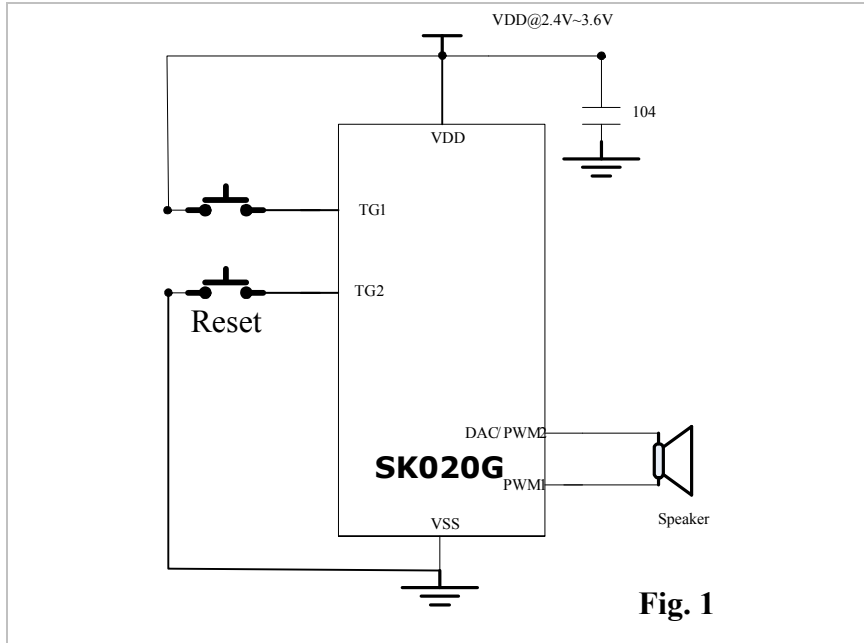 VDD@2.4V~3.6V
104
VDD
TG1
TG2
Reset
DAC/PWM2
SK020G
PWM1
VSS
Speaker
Fig. 1